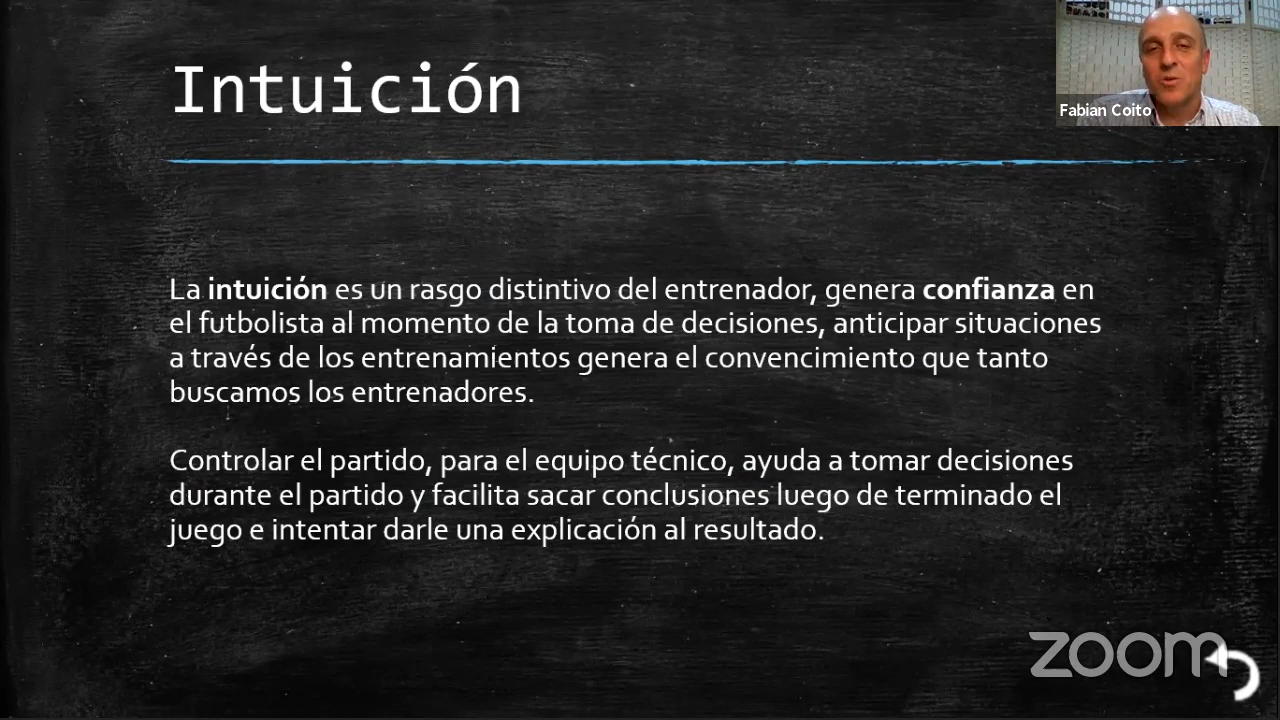 Intuición
Fabian Coito
La intuición es un rasgo distintivo del entrenador, genera confianza en
el futbolista al momento de la toma de decisiones, anticipar situaciones
a través de los entrenamientos genera el convencimiento que tanto
buscamos los entrenadores.
Controlar el partido, para el equipo técnico, ayuda a tomar decisiones
durante el partido y facilita sacar conclusiones luego de terminado el
juego e intentar darle una explicación al resultado.
zoom